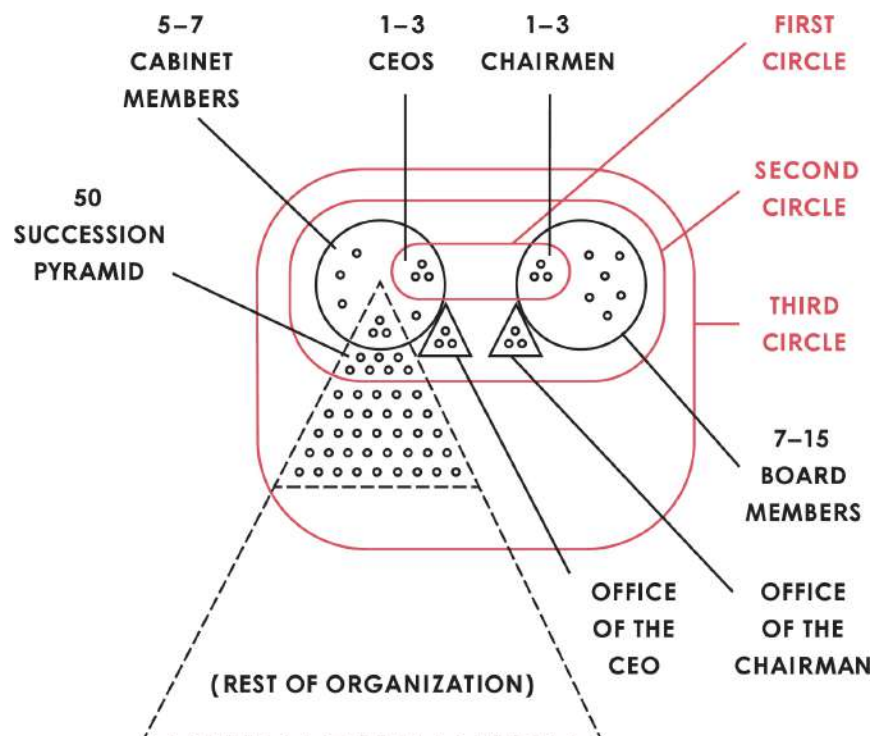 5–7
CABINET
MEMBERS
1–3
CEOS
1–3
CHAIRMEN
FIRST
CIRCLE
SECOND
CIRCLE
50
SUCCESSION
PYRAMID
THIRD
CIRCLE
7–15
BOARD
MEMBERS
OFFICE
OF THE
CEO
OFFICE
OF THE
CHAIRMAN
(REST OF ORGANIZATION)